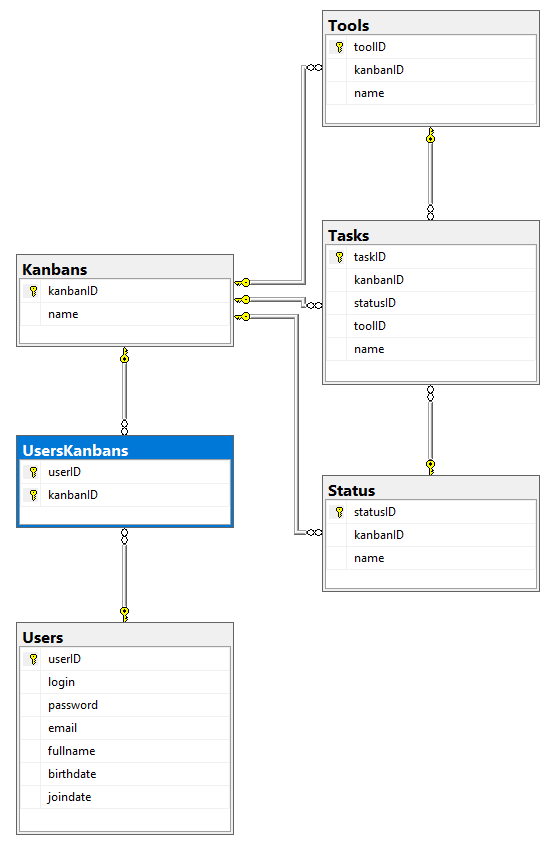 Tools
toolID
kanbanID
name
Tasks
taskID
kanbanID
statusID
toolID
name
Kanbans
kanbanID
name
UsersKanbans
userID
kanbanID
Status
statusID
kanbanID
name
Users
userID
login
password
email
fullname
birthdate
joindate